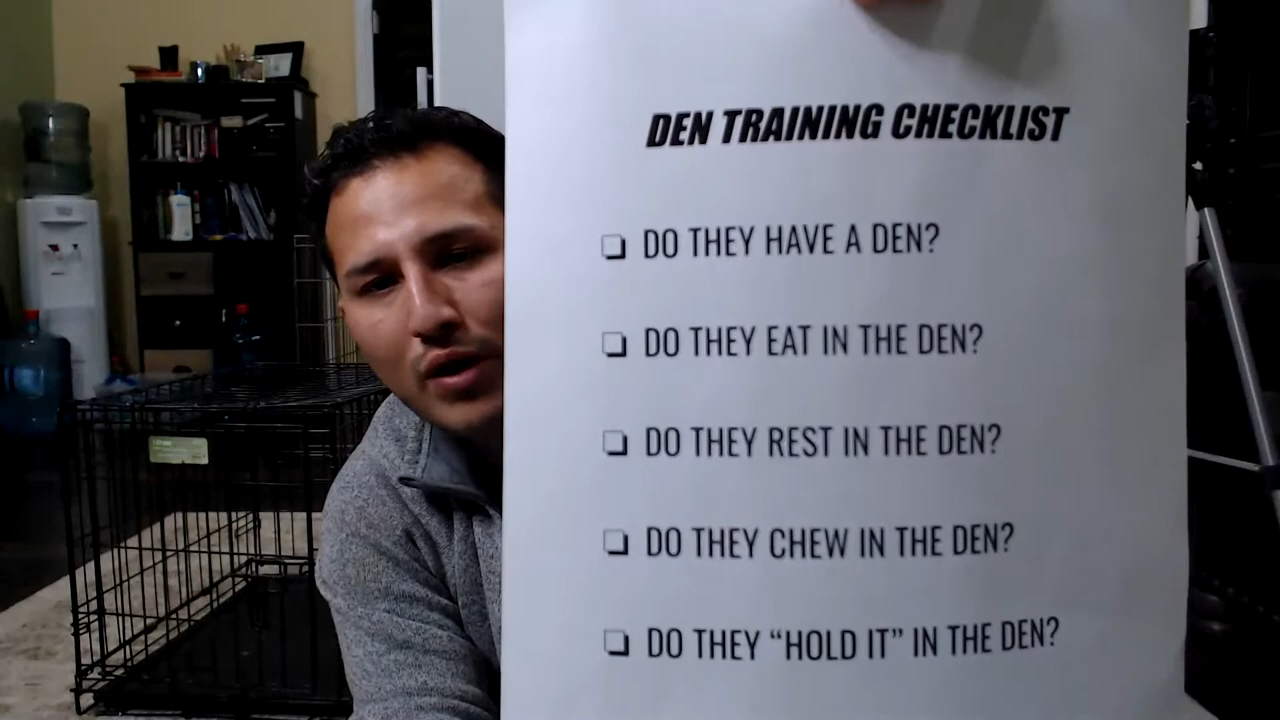 DEN TRAINING CHECKLIST
DO THEY HAVE A DEN?
DO THEY EAT IN THE DEN?
DO THEY REST IN THE DEN?
DO THEY CHEW IN THE DEN?
DO THEY “HOLD IT” IN THE DEN?